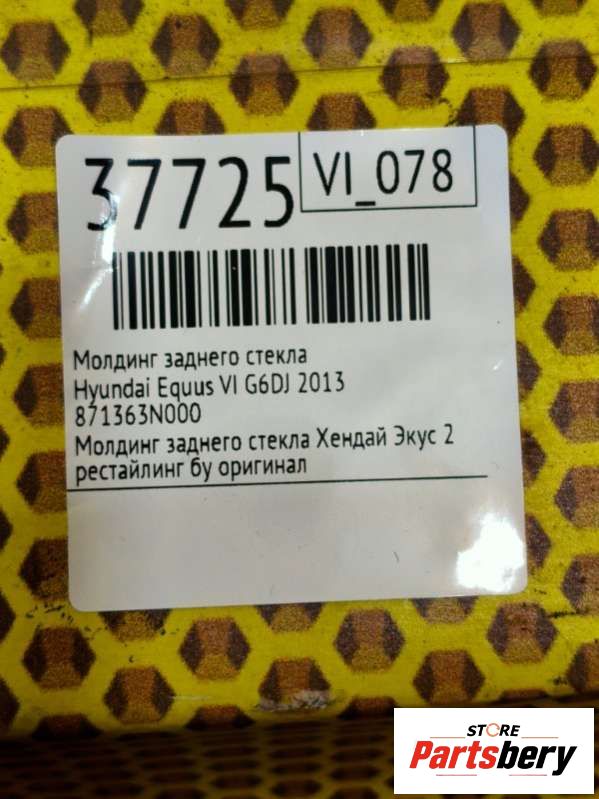 37725
VI_078
Молдинг заднего стекла
Hyundai Equus VI G6DJ 2013
871363N000
Молдинг заднего стекла Хендай Экус 2
рестайлинг бу оригинал
STORE
Partsbery